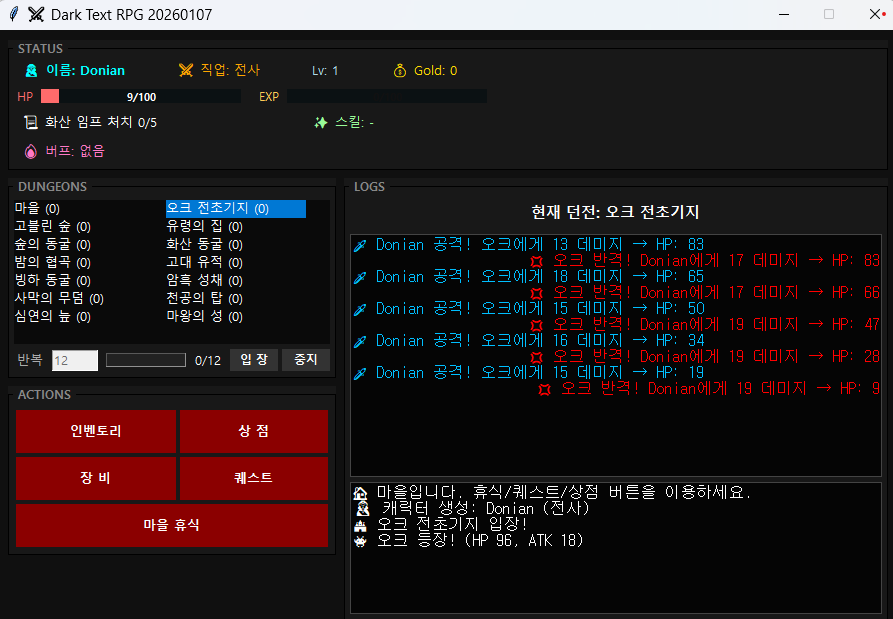 Dark Text RPG 20260107
STATUS
이름: Donian 직업: 전사 Lv: 1 Gold: 0
HP 9/100 EXP
화산 임프 처치 0/5 스킬: -
버프: 없음
DUNGEONS
마을 (0) 오크 전초기지 (0)
고블린 숲 (0) 유령의 집 (0)
숲의 동굴 (0) 화산 동굴 (0)
밤의 협곡 (0) 고대 유적 (0)
빙하 동굴 (0) 암흑 성채 (0)
사막의 무덤 (0) 천공의 탑 (0)
심연의 늪 (0) 마왕의 성 (0)
반복 12 0/12 입 장 중지
ACTIONS
인벤토리 상 점
장 비 퀘스트
마을 휴식
LOGS
현재 던전: 오크 전초기지
Donian 공격! 오크에게 13 데미지 → HP: 83
오크 반격! Donian에게 17 데미지 → HP: 83
Donian 공격! 오크에게 18 데미지 → HP: 65
오크 반격! Donian에게 17 데미지 → HP: 66
Donian 공격! 오크에게 15 데미지 → HP: 50
오크 반격! Donian에게 19 데미지 → HP: 47
Donian 공격! 오크에게 16 데미지 → HP: 34
오크 반격! Donian에게 19 데미지 → HP: 28
Donian 공격! 오크에게 15 데미지 → HP: 19
오크 반격! Donian에게 19 데미지 → HP: 9
마을입니다. 휴식/퀘스트/상점 버튼을 이용하세요.
캐릭터 생성: Donian (전사)
오크 전초기지 입장!
오크 등장! (HP 96, ATK 18)